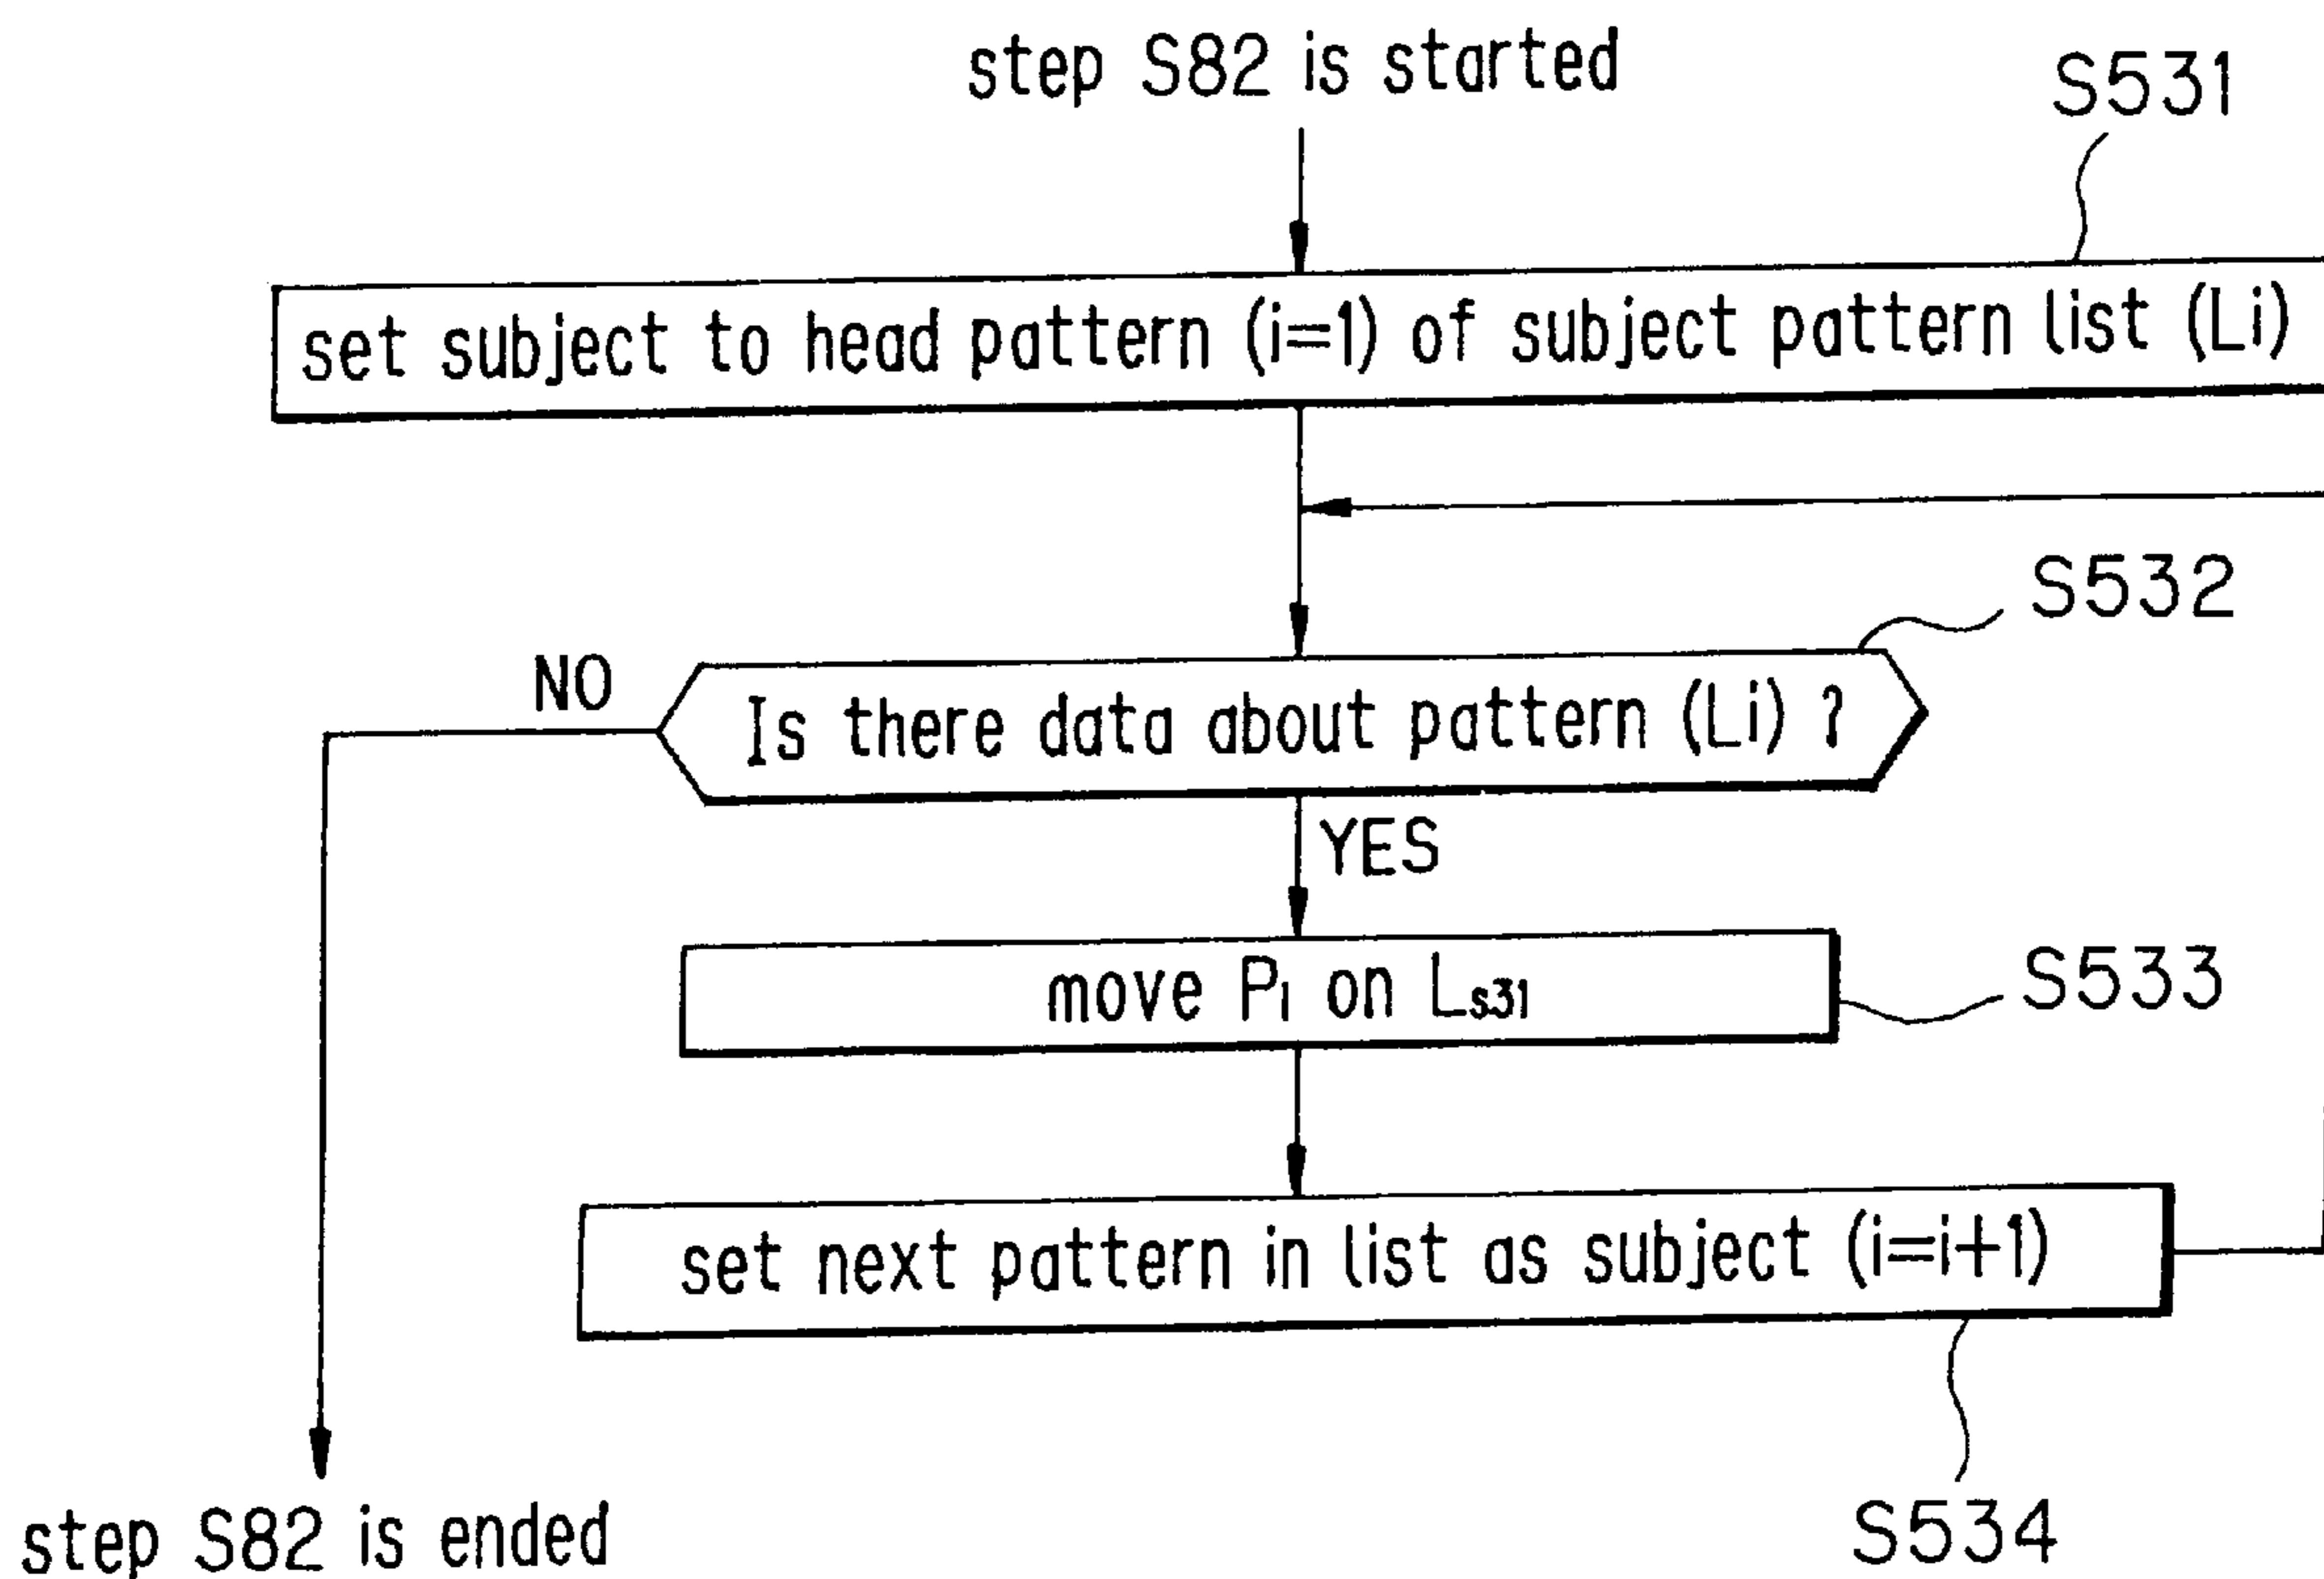 step S82 is started
S531
set subject to head pattern (i=1) of subject pattern list (Li)
S532
NO
Is there data about pattern (Li) ?
YES
move P1 on Ls31
S533
set next pattern in list as subject (i=i+1)
S534
step S82 is ended